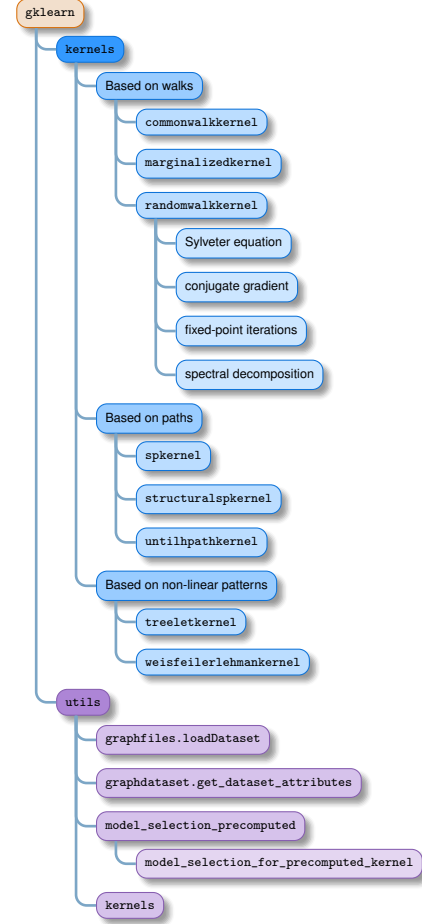 gklearn
kernels
Based on walks
commonwalkkernel
marginalizedkernel
randomwalkkernel
Sylveter equation
conjugate gradient
fixed-point iterations
spectral decomposition
Based on paths
spkernel
structuralspkernel
untilhpathkernel
Based on non-linear patterns
treeletkernel
weisfeilerlehmankernel
utils
graphfiles.loadDataset
graphdataset.get_dataset_attributes
model_selection_precomputed
model_selection_for_precomputed_kernel
kernels